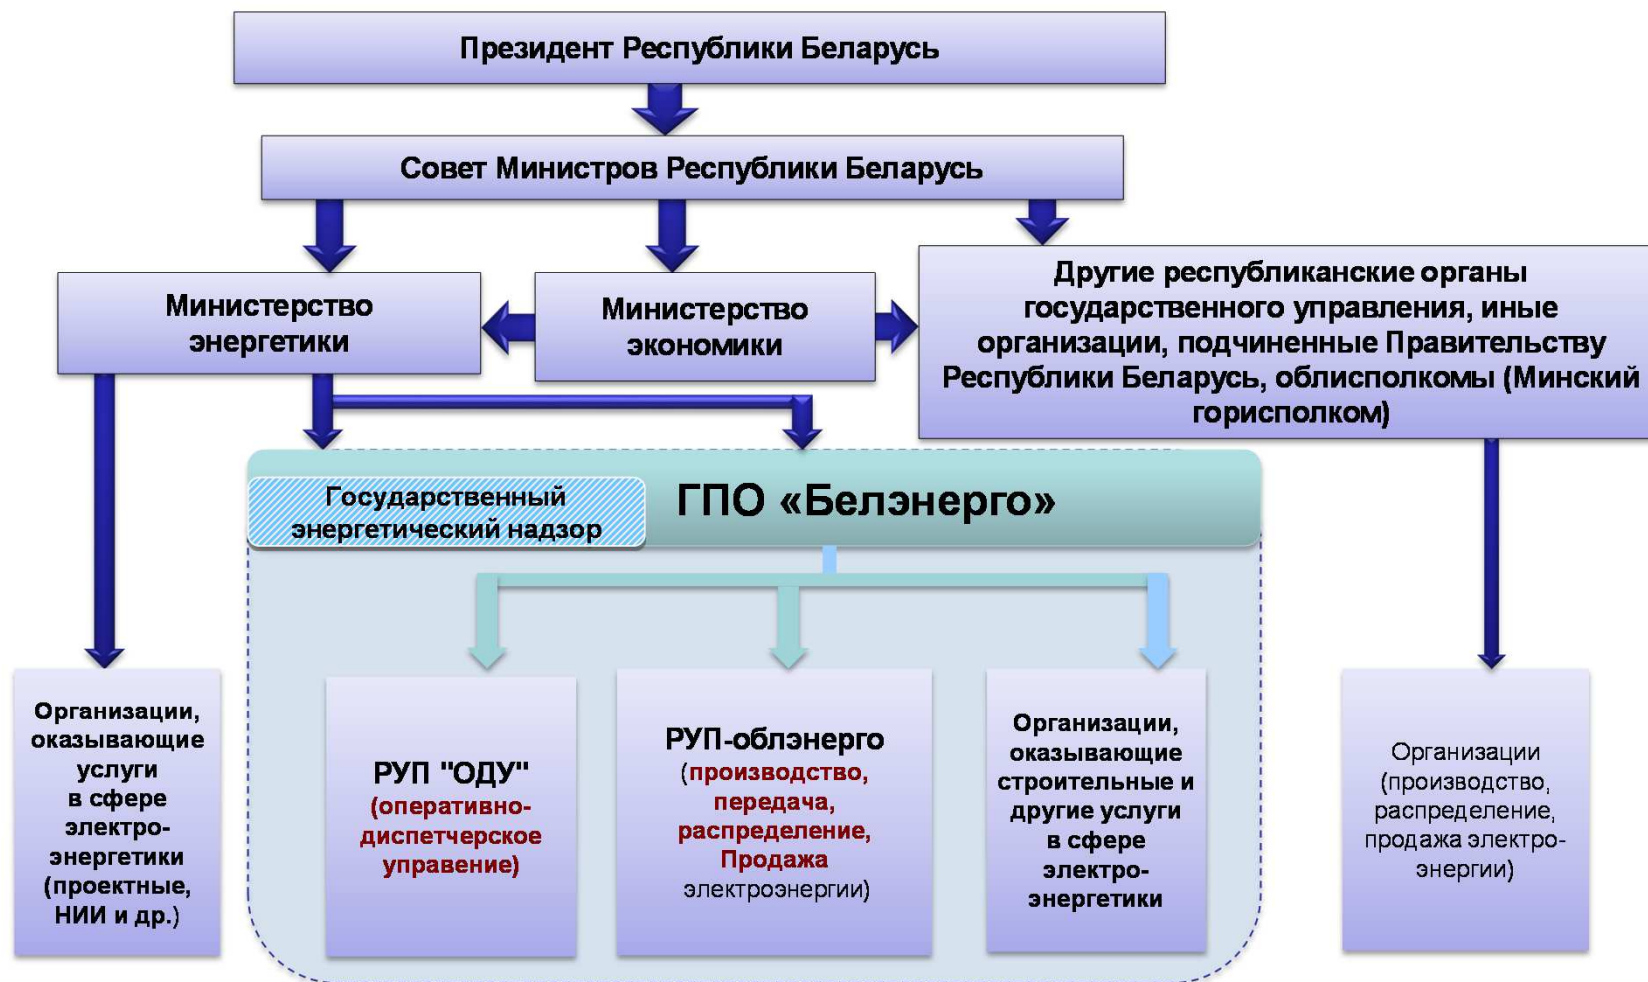 Президент Республики Беларусь
Совет Министров Республики Беларусь
Министерство
энергетики
Министерство
экономики
Другие республиканские органы
государственного управления, иные
организации, подчиненные Правительству
Республики Беларусь, облисполкомы (Минский
горисполком)
Государственный
энергетический надзор
ГПО «Белэнерго»
Организации,
оказывающие
услуги
в сфере
электро-
энергетики
(проектные,
НИИ и др.)
РУП "ОДУ"
(оперативно-
диспетчерское
управение)
РУП-облэнерго
(производство,
передача,
распределение,
Продажа
электроэнергии)
Организации,
оказывающие
строительные и
другие услуги
в сфере
электро-
энергетики
Организации
(производство,
распределение,
продажа электро-
энергии)